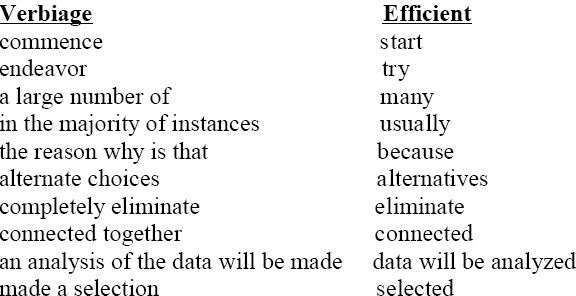 Verbiage Efficient
commence start
endeavor try
a large number of many
in the majority of instances usually
the reason why is that because
alternate choices alternatives
completely eliminate eliminate
connected together connected
an analysis of the data will be made data will be analyzed
made a selection selected